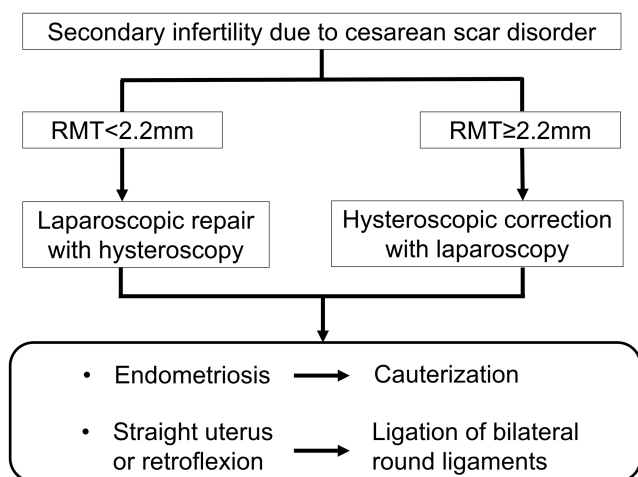 Secondary infertility due to cesarean scar disorder
RMT<2.2mm
RMT≥2.2mm
Laparoscopic repair
with hysteroscopy
Hysteroscopic correction
with laparoscopy
• Endometriosis
Cauterization
• Straight uterus
or retroflexion
Ligation of bilateral
round ligaments